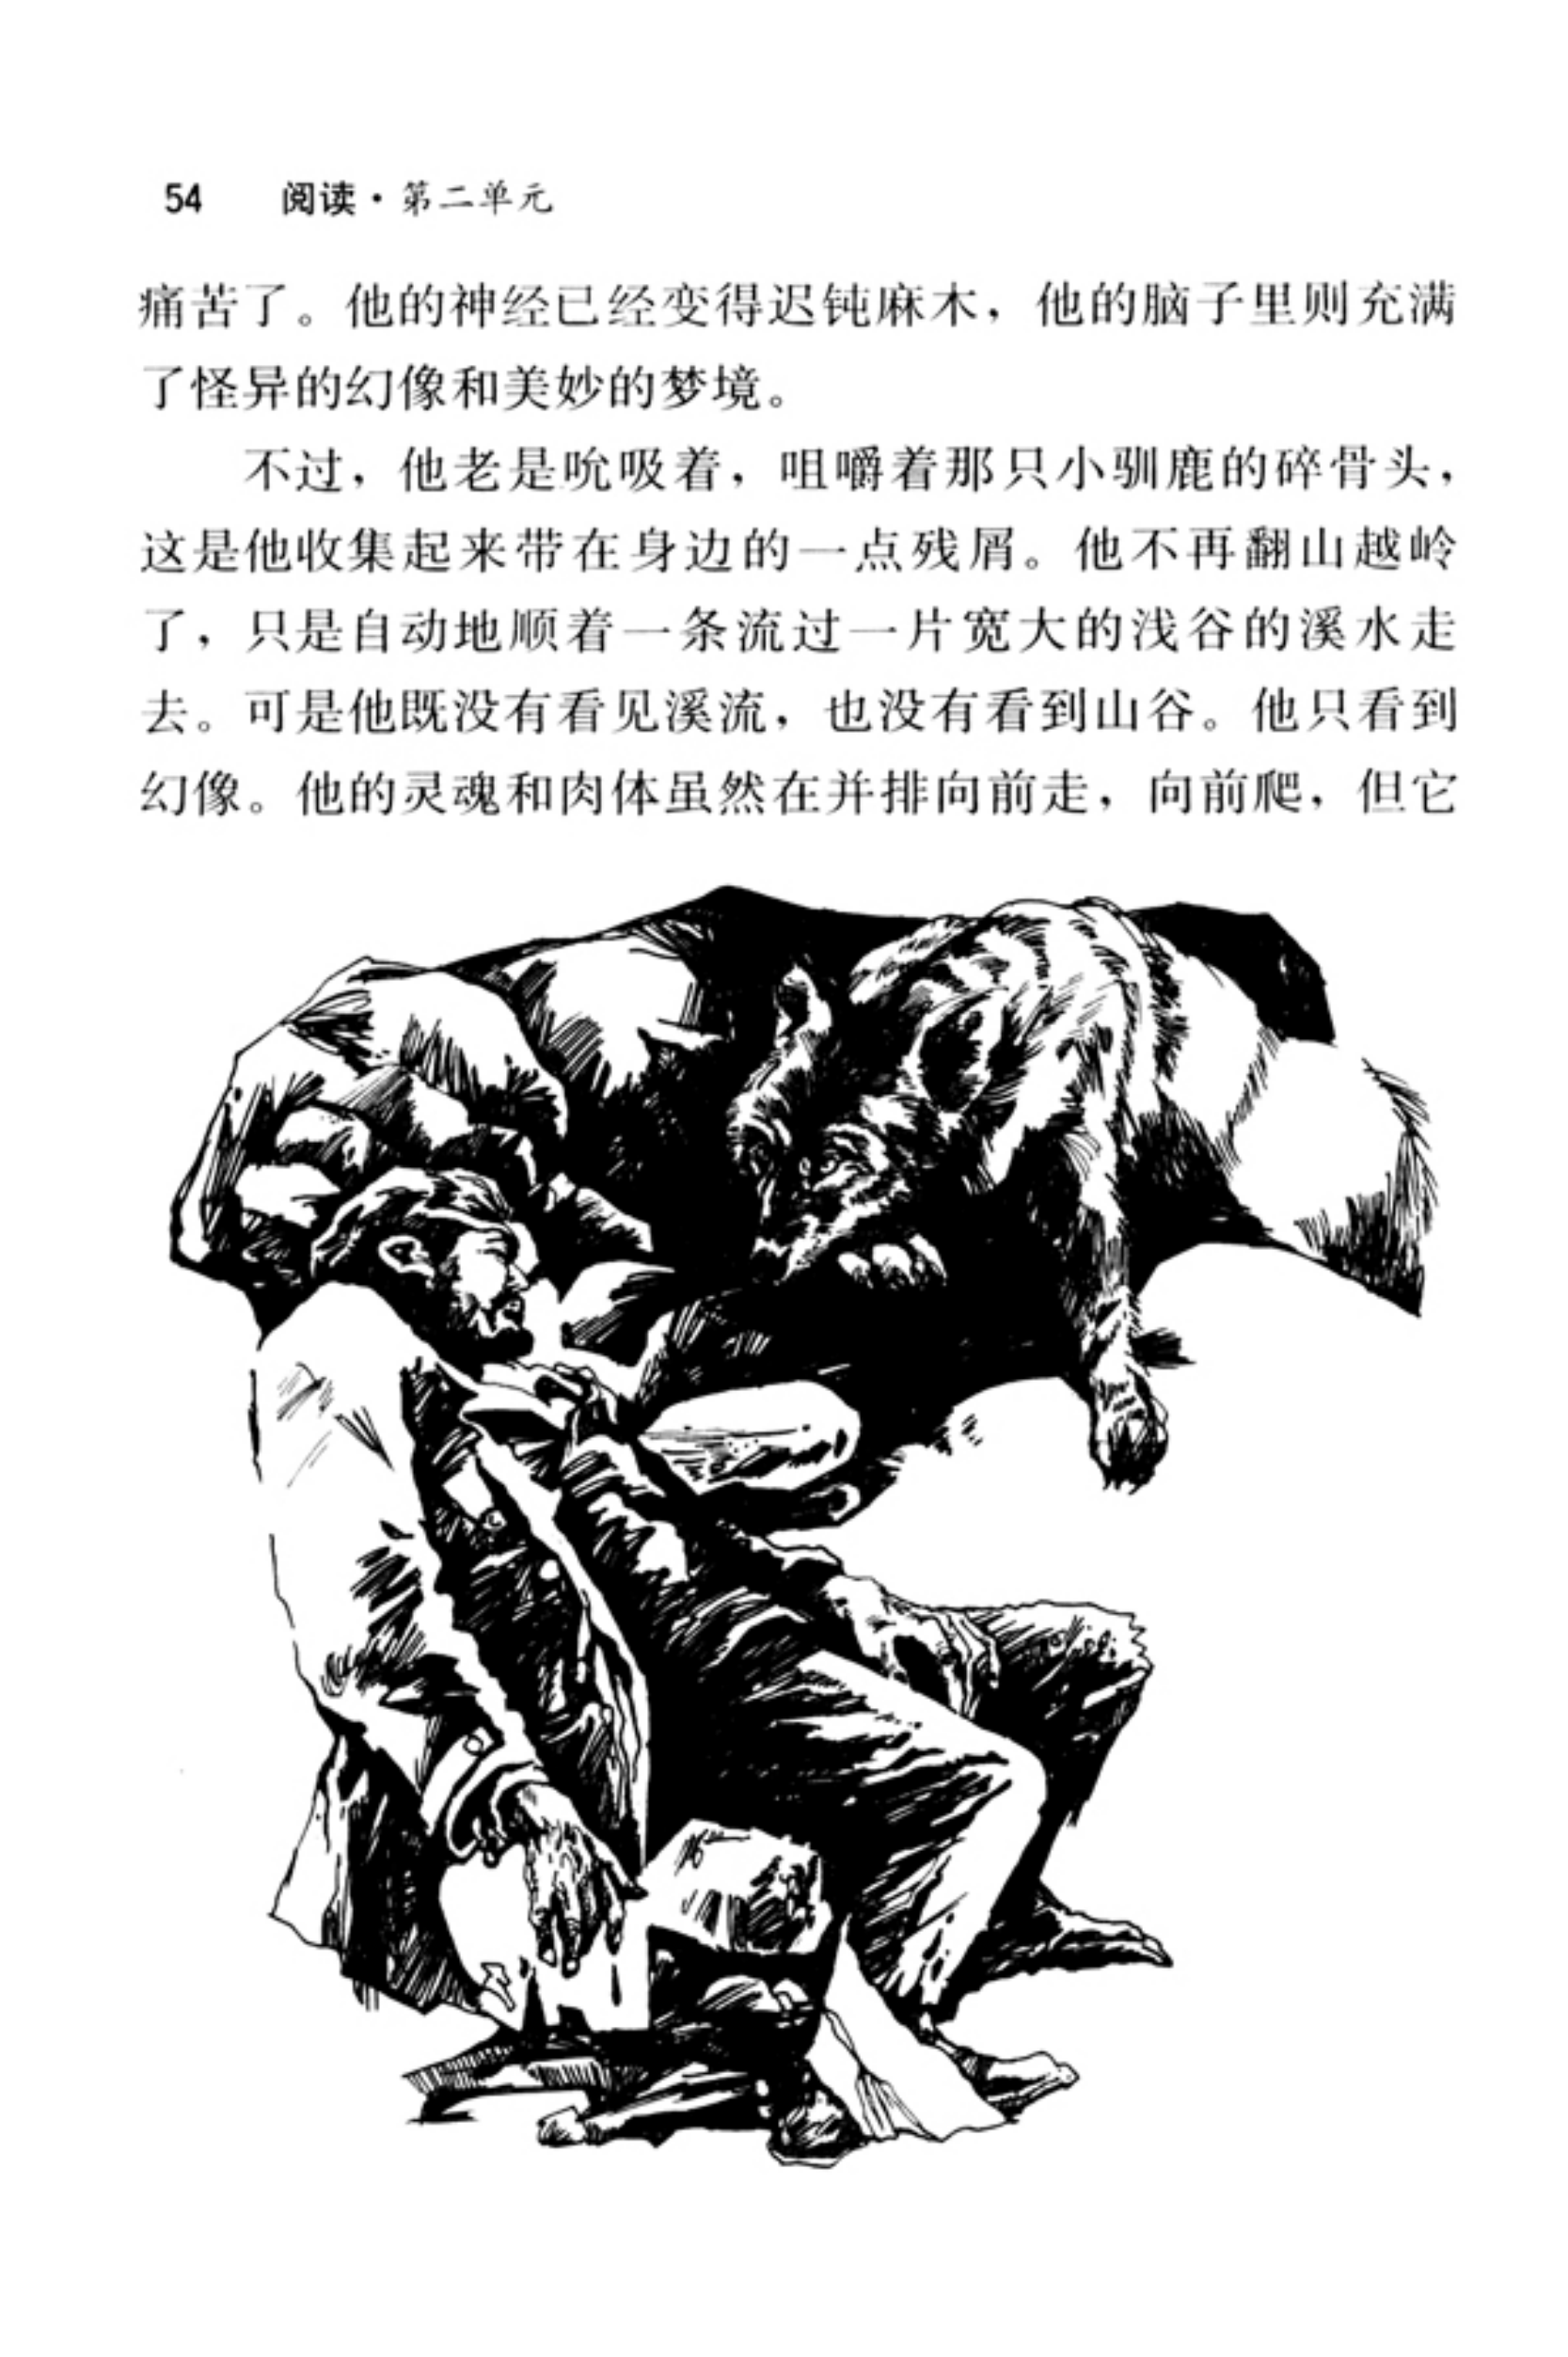 54 阅读·第二单元
痛苦了。他的神经已经变得迟钝麻木，他的脑子里则充满
了怪异的幻像和美妙的梦境。
不过，他老是吮吸着，咀嚼着那只小驯鹿的碎骨头，
这是他收集起来带在身边的一点残屑。他不再翻山越岭
了，只是自动地顺着一条流过一片宽大的浅谷的溪水走
去。可是他既没有看见溪流，也没有看到山谷。他只看到
幻像。他的灵魂和肉体虽然在并排向前走，向前爬，但它